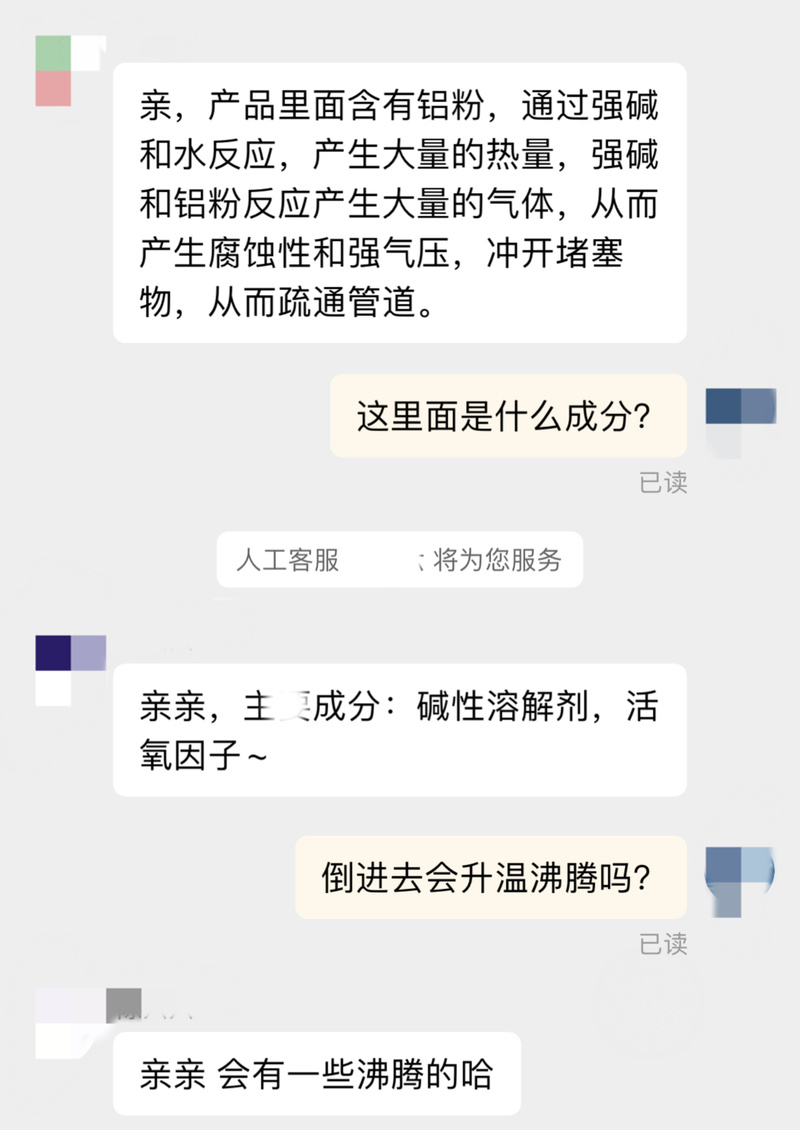 亲，产品里面含有铝粉，通过强碱
和水反应，产生大量的热量，强碱
和铝粉反应产生大量的气体，从而
产生腐蚀性和强气压，冲开堵塞
物，从而疏通管道。
这里面是什么成分？
已读
人工客服 将为您服务
亲亲，主要成分：碱性溶解剂，活
氧因子～
倒进去会升温沸腾吗？
已读
亲亲 会有一些沸腾的哈